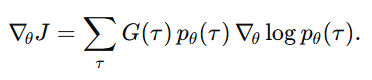 ∇_θ J = ∑_τ G(τ) p_θ(τ) ∇_θ log p_θ(τ).